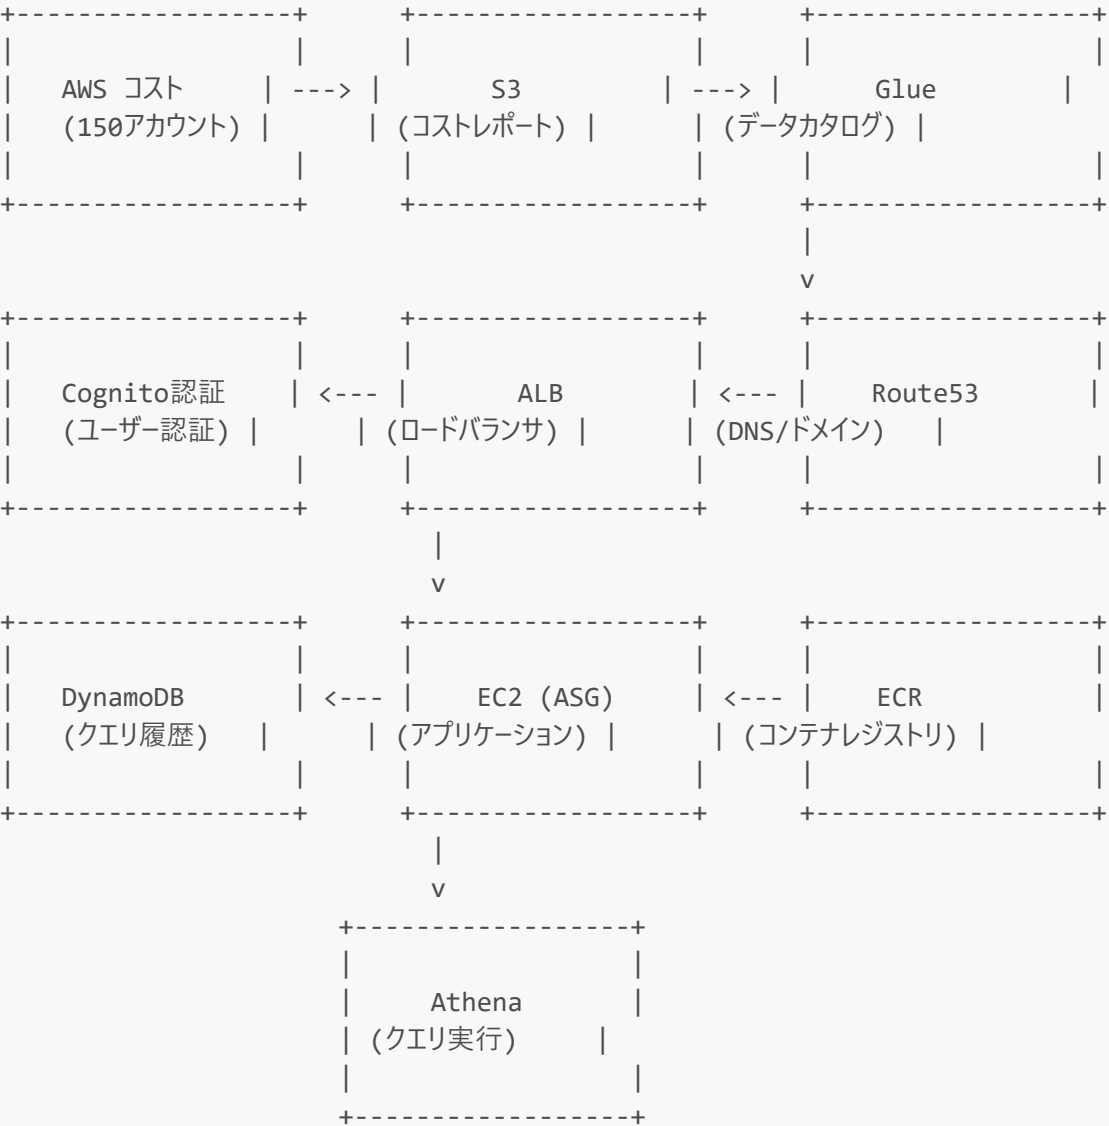 +------------------+ +------------------+ +------------------+
| | | | | |
| AWS コスト | ---> | S3 | ---> | Glue |
| (150アカウント) | | (コストレポート) | | (データカタログ) |
| | | | | |
+------------------+ +------------------+ +------------------+
|
v
+------------------+ +------------------+ +------------------+
| | | | | |
| Cognito認証 | <--- | ALB | <--- | Route53 |
| (ユーザー認証) | | (ロードバランサ) | | (DNS/ドメイン) |
| | | | | |
+------------------+ +------------------+ +------------------+
|
v
+------------------+ +------------------+ +------------------+
| | | | | |
| DynamoDB | <--- | EC2 (ASG) | <--- | ECR |
| (クエリ履歴) | | (アプリケーション) | | (コンテナレジストリ) |
| | | | | |
+------------------+ +------------------+ +------------------+
|
v
+------------------+
| |
| Athena |
| (クエリ実行) |
| |
+------------------+